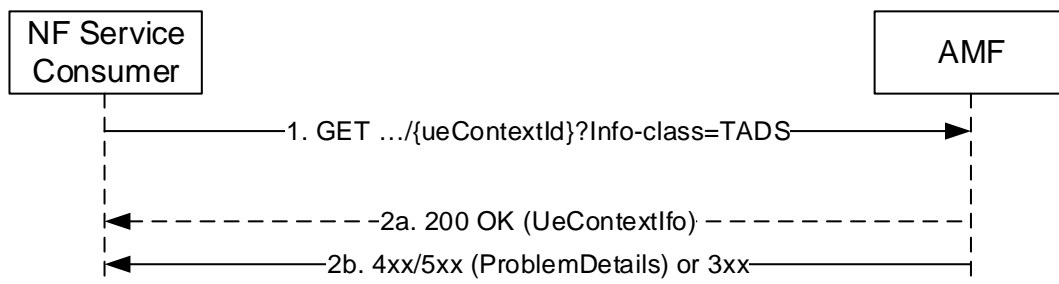 NF Service
Consumer
AMF
1. GET …/{ueContextId}?Info-class=TADS
2a. 200 OK (UeContextIfo)
2b. 4xx/5xx (ProblemDetails) or 3xx